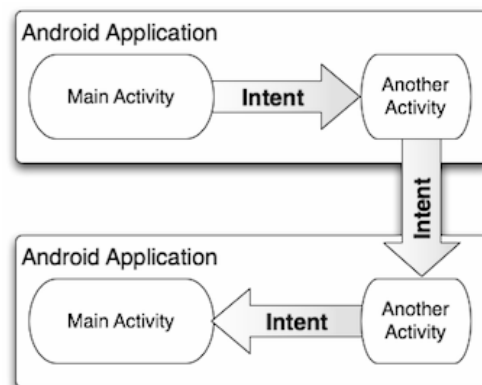 Android Application
Main Activity
Intent
Another
Activity
Intent
Android Application
Main Activity
Intent
Another
Activity